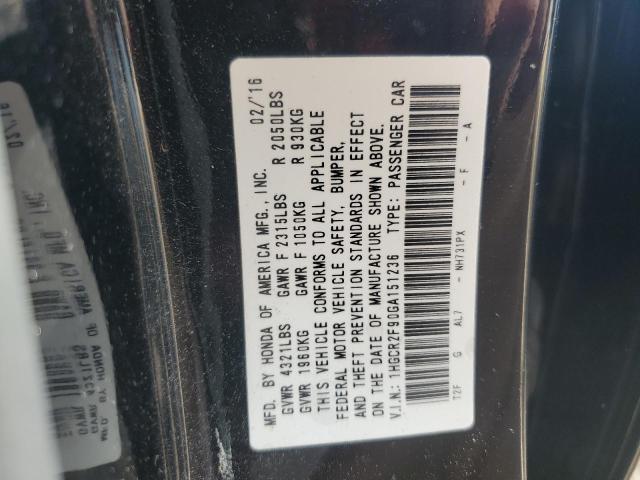 MFD. BY HONDA OF AMERICA MFG., INC. 02/'16
GVWR 4321LBS GAWR F 2315LBS R 2050LBS
GVWR 1960KG GAWR F 1050KG R 930KG
THIS VEHICLE CONFORMS TO ALL APPLICABLE
FEDERAL MOTOR VEHICLE SAFETY, BUMPER,
AND THEFT PREVENTION STANDARDS IN EFFECT
ON THE DATE OF MANUFACTURE SHOWN ABOVE.
V.I.N.: 1HGCR2F90GA151236 TYPE: PASSENGER CAR
T2F G AL7 - NH731PX - F - A